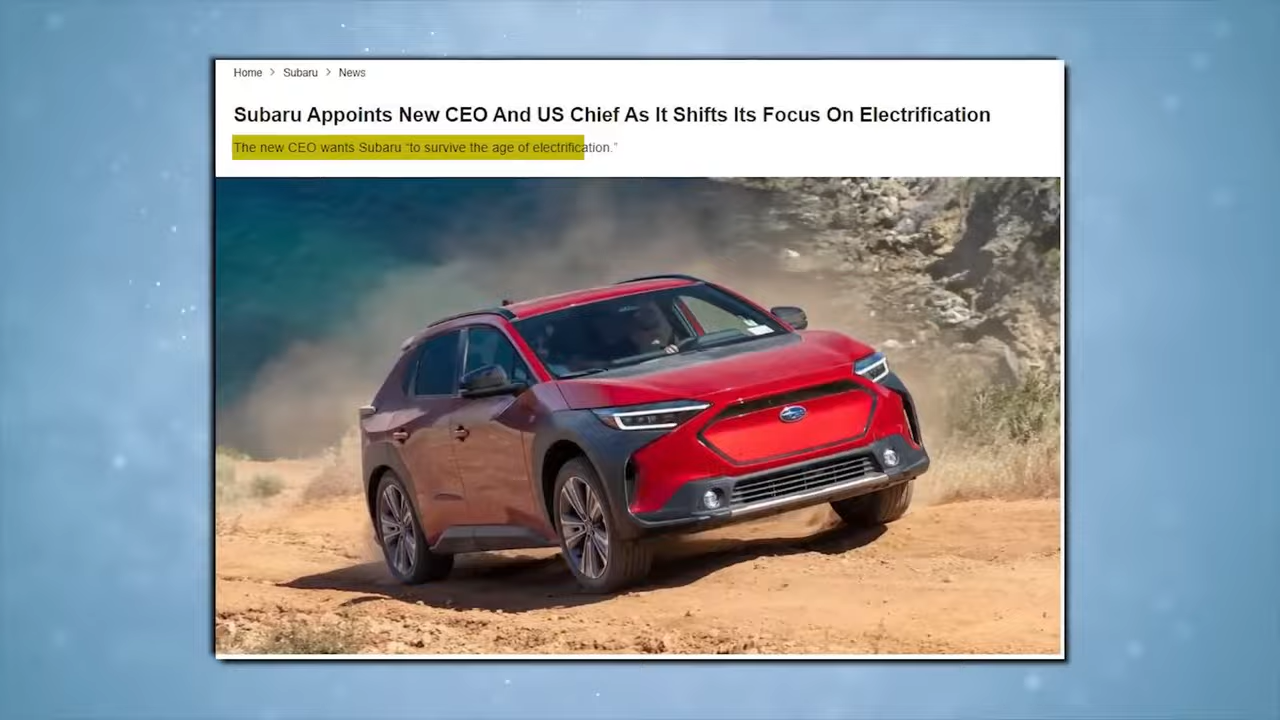 Home > Subaru > News
Subaru Appoints New CEO And US Chief As It Shifts Its Focus On Electrification
The new CEO wants Subaru “to survive the age of electrification.”